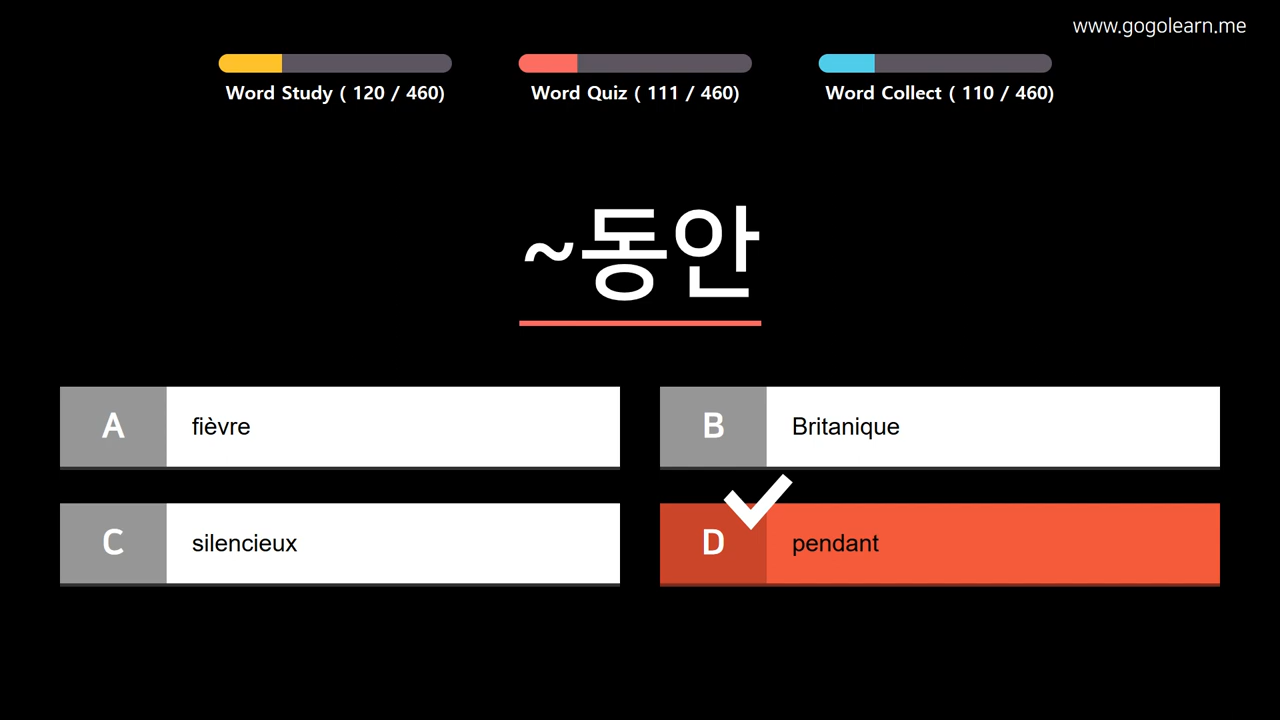 www.gogolearn.me
Word Study ( 120 / 460)
Word Quiz ( 111 / 460)
Word Collect ( 110 / 460)
~동안
A fièvre
B Britanique
C silencieux
D pendant